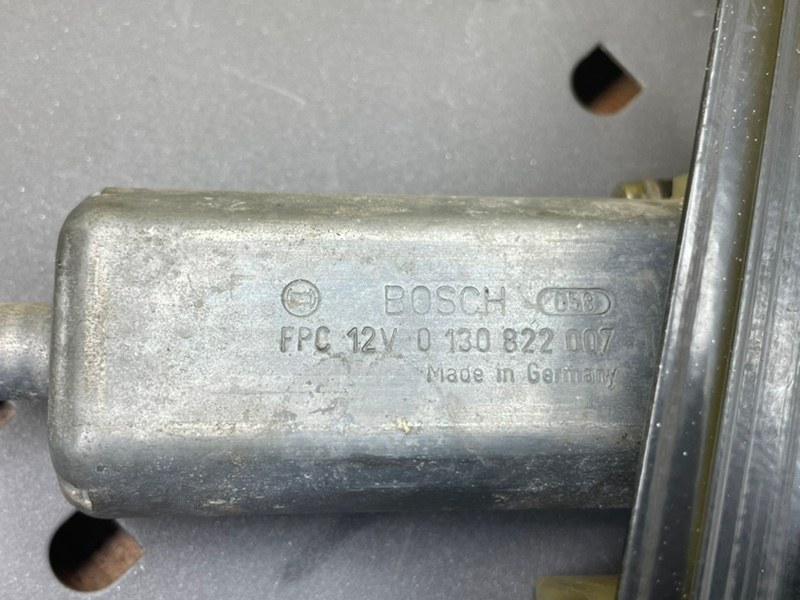 BOSCH 058
FPC 12V 0 130 822 007
Made in Germany